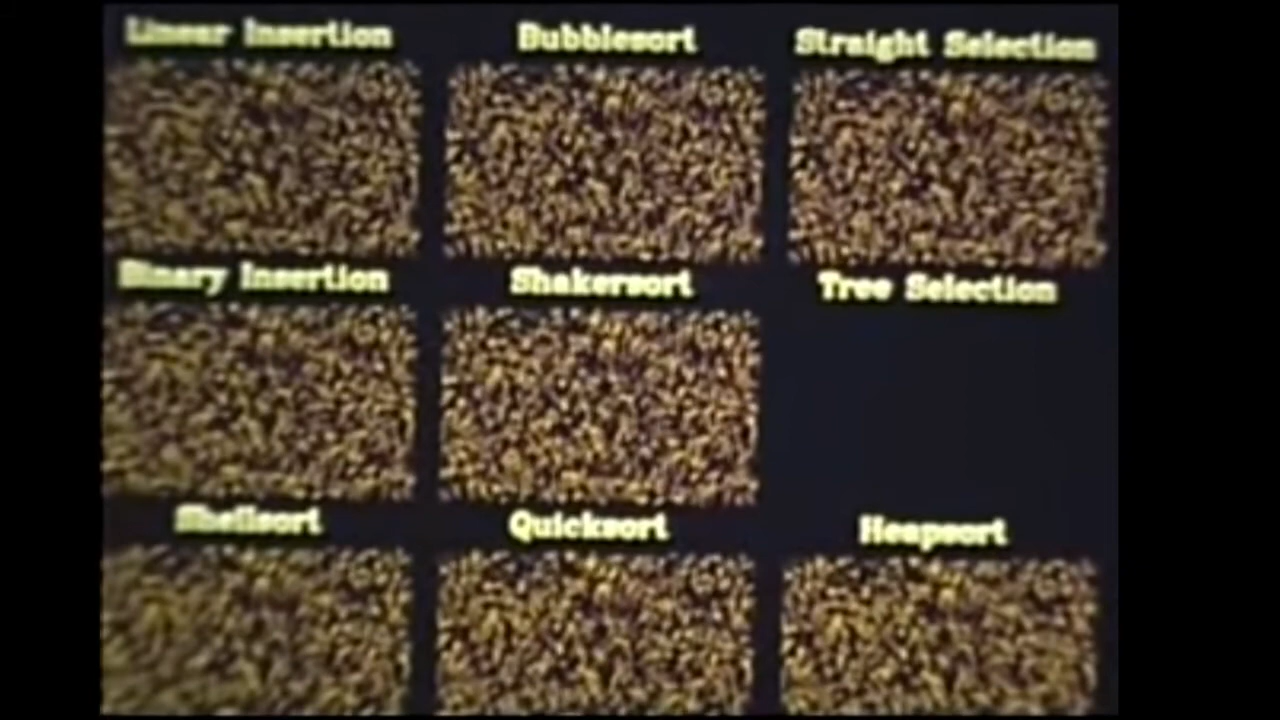 Linear Insertion
Bubblesort
Straight Selection
Binary Insertion
Shakersort
Tree Selection
Shellsort
Quicksort
Heapsort